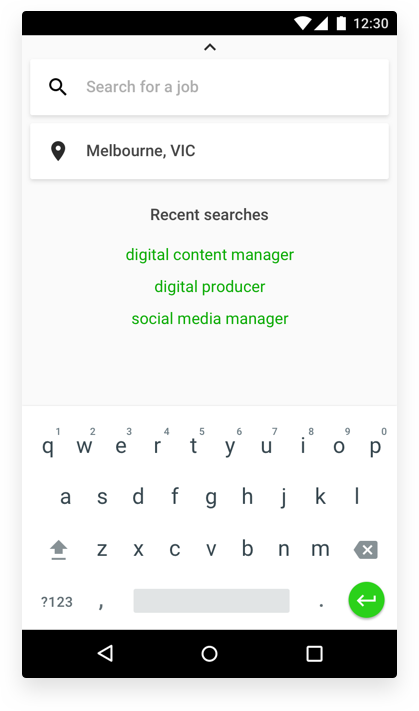 12:30
Search for a job
Melbourne, VIC
Recent searches
digital content manager
digital producer
social media manager
1 2 3 4 5 6 7 8 9 0
q w e r t y u i o p
a s d f g h j k l
z x c v b n m
?123 , .